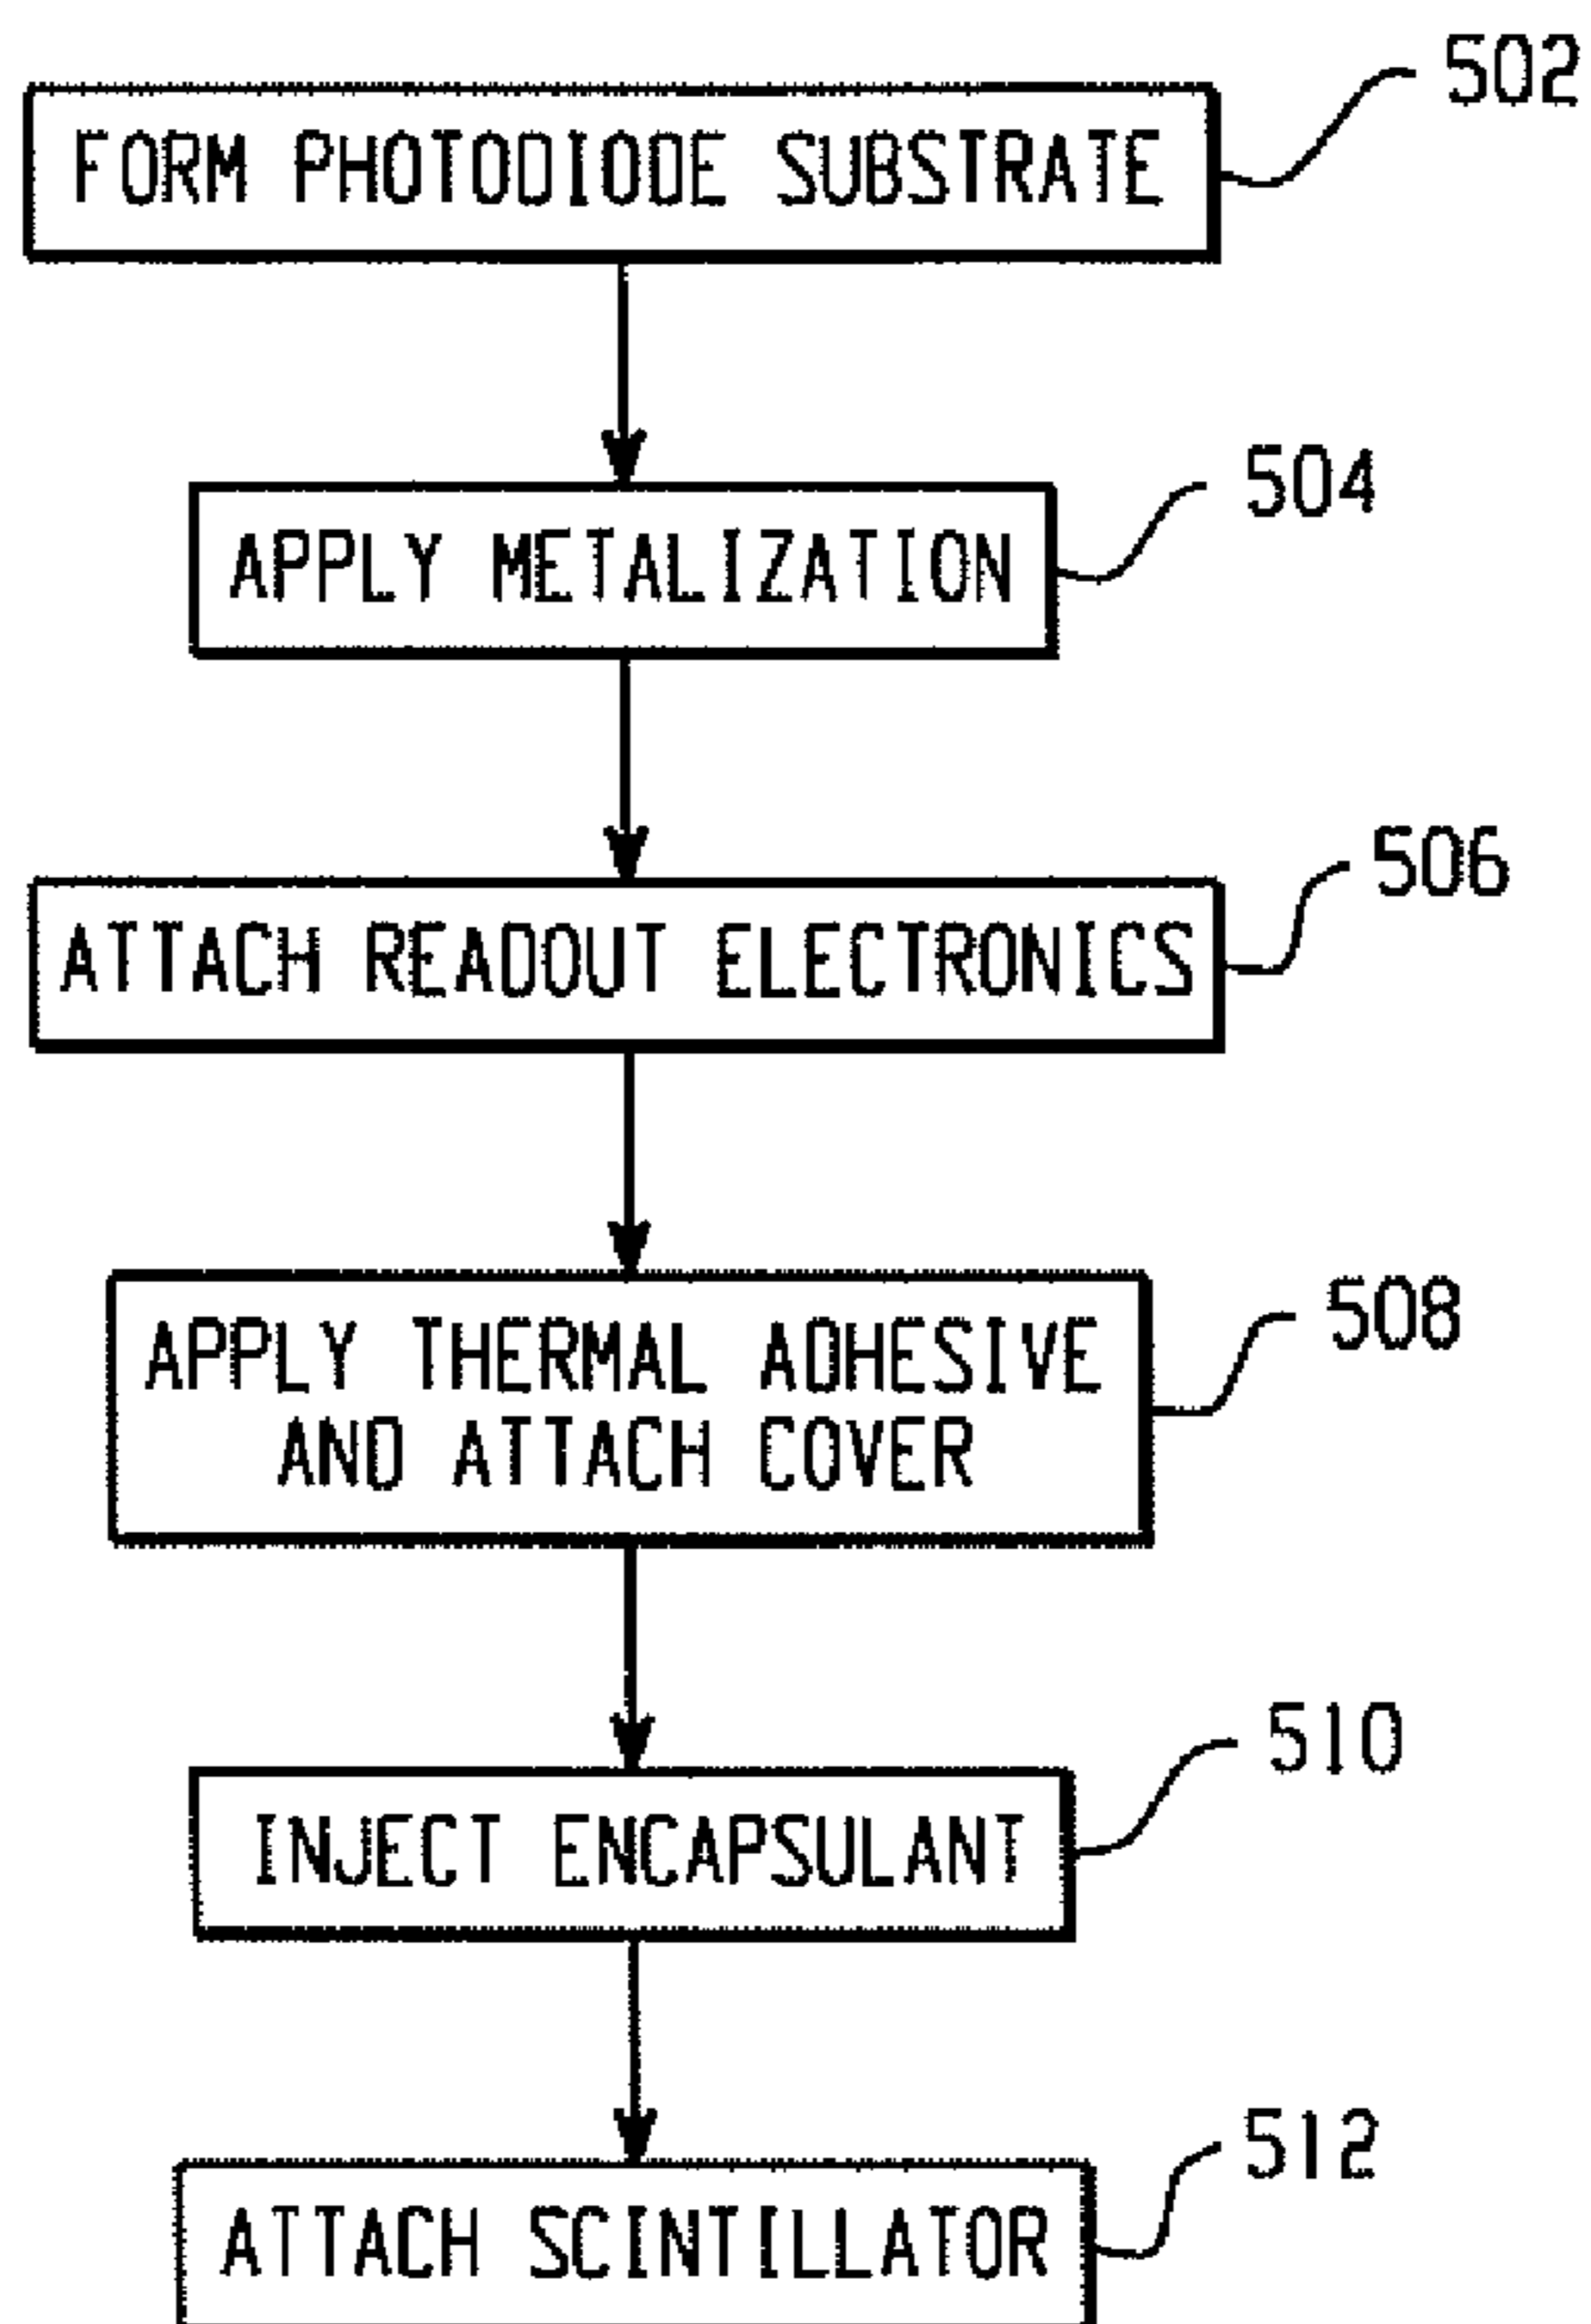 502
FORM PHOTODIODE SUBSTRATE
504
APPLY METALIZATION
506
ATTACH READOUT ELECTRONICS
508
APPLY THERMAL ADHESIVE
AND ATTACH COVER
510
INJECT ENCAPSULANT
512
ATTACH SCINTILLATOR